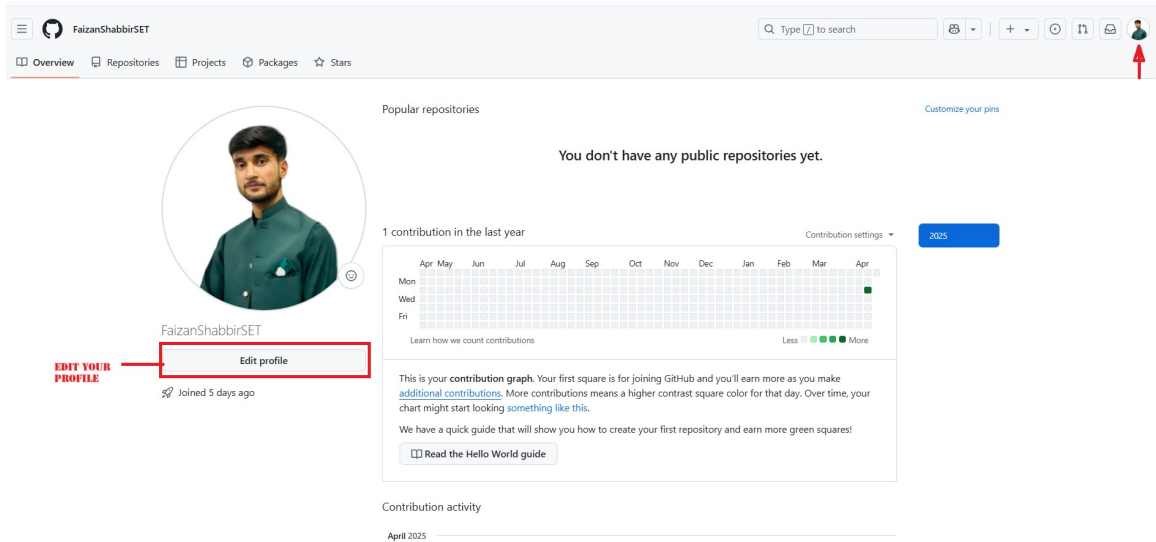 FaizanShabbirSET
Type / to search
Overview
Repositories
Projects
Packages
Stars
Popular repositories
Customize your pins
You don't have any public repositories yet.
1 contribution in the last year
Contribution settings
2025
Apr May Jun Jul Aug Sep Oct Nov Dec Jan Feb Mar Apr
Mon
Wed
Fri
Learn how we count contributions
Less
More
FaizanShabbirSET
EDIT YOUR
PROFILE
Edit profile
Joined 5 days ago
This is your contribution graph. Your first square is for joining GitHub and you'll earn more as you make
additional contributions. More contributions means a higher contrast square color for that day. Over time, your
chart might start looking something like this.
We have a quick guide that will show you how to create your first repository and earn more green squares!
Read the Hello World guide
Contribution activity
April 2025